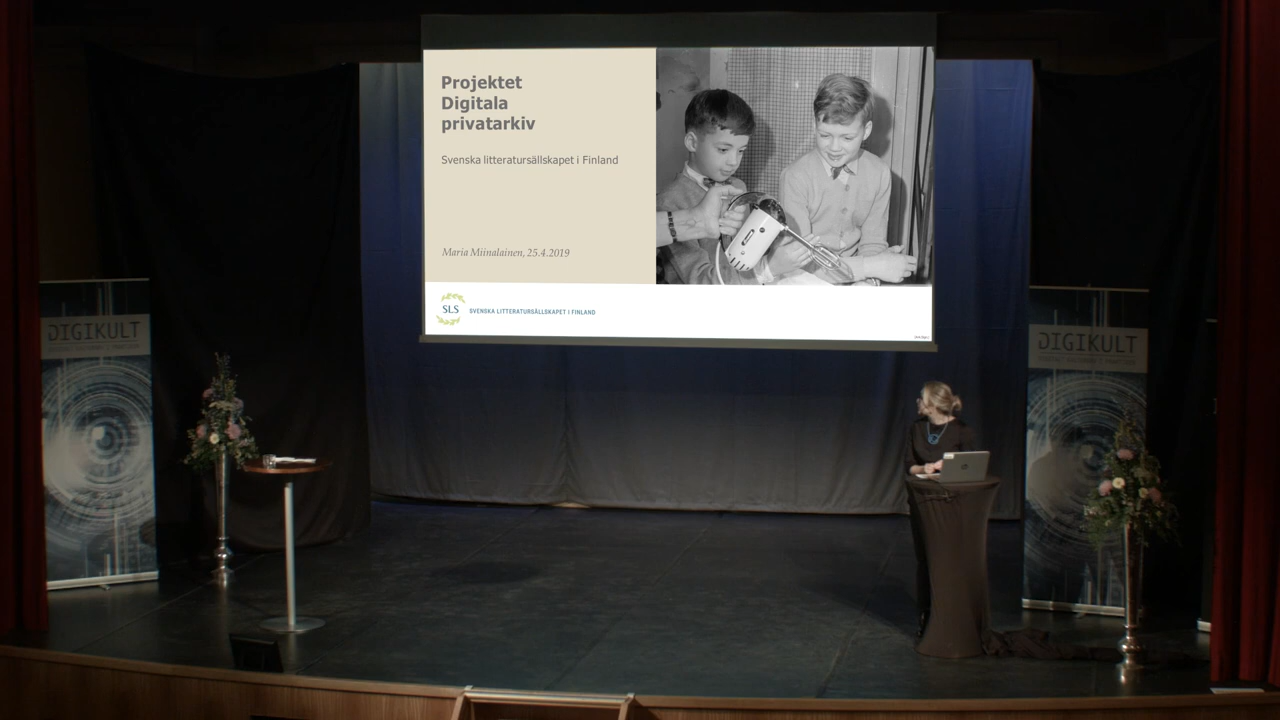 Projektet
Digitala
privatarkiv
Svenska litteratursällskapet i Finland
Maria Miinalainen, 25.4.2019
SLS
SVENSKA LITTERATURSÄLLSKAPET I FINLAND
DIGIKULT
DIGIKULT